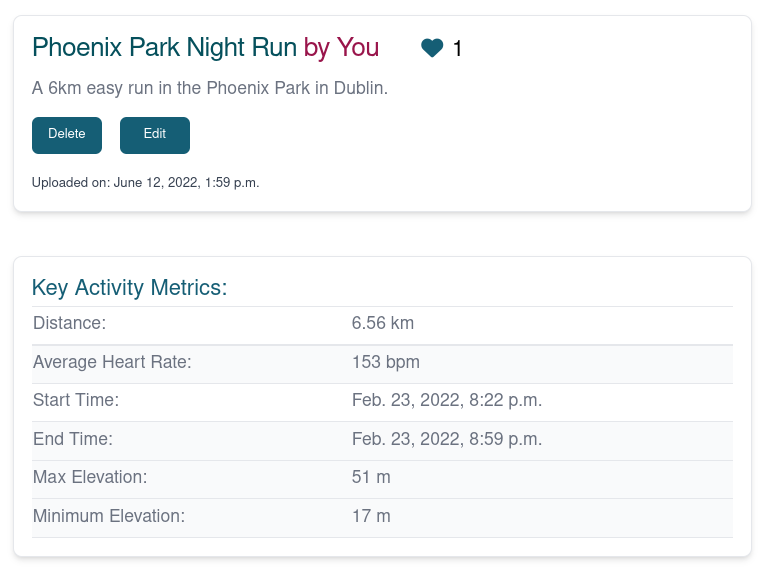 Phoenix Park Night Run by You 1
A 6km easy run in the Phoenix Park in Dublin.
Delete Edit
Uploaded on: June 12, 2022, 1:59 p.m.
Key Activity Metrics:
Distance: 6.56 km
Average Heart Rate: 153 bpm
Start Time: Feb. 23, 2022, 8:22 p.m.
End Time: Feb. 23, 2022, 8:59 p.m.
Max Elevation: 51 m
Minimum Elevation: 17 m